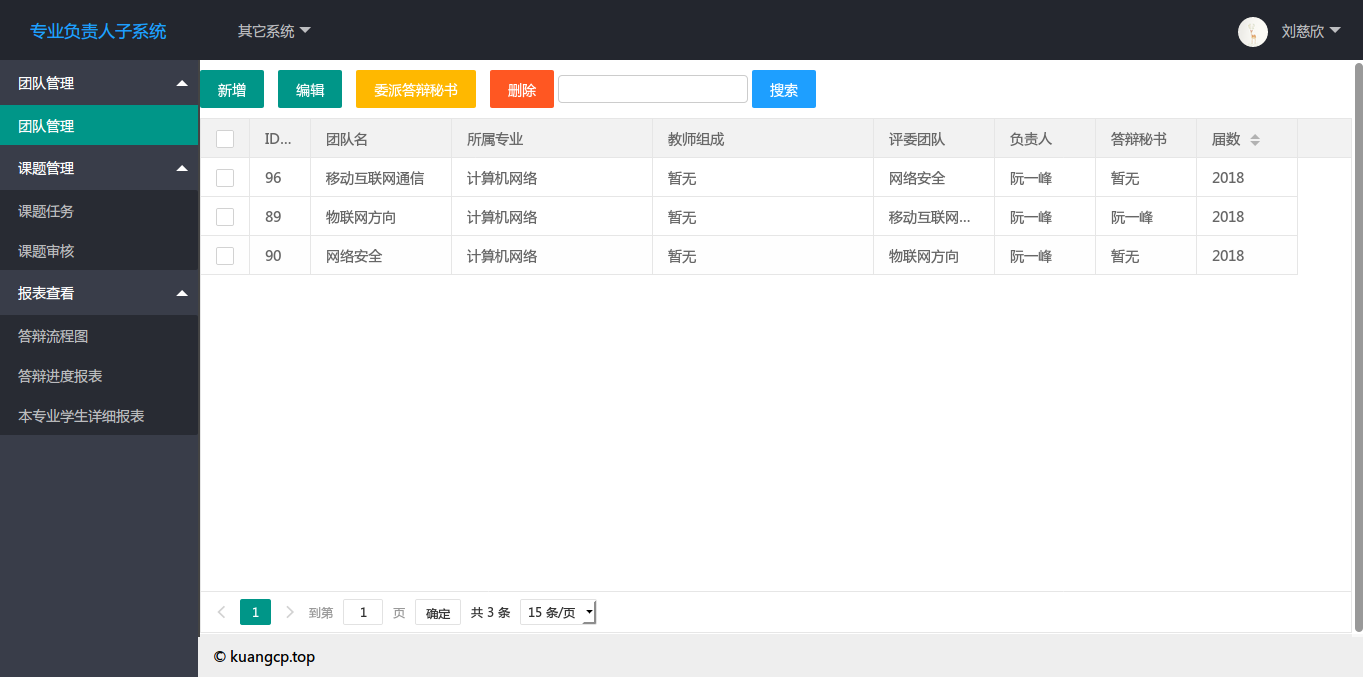 专业负责人子系统 其它系统 刘慈欣
团队管理
团队管理
课题管理
课题任务
课题审核
报表查看
答辩流程图
答辩进度报表
本专业学生详细报表
新增 编辑 委派答辩秘书 删除 搜索
ID... 团队名 所属专业 教师组成 评委团队 负责人 答辩秘书 届数
96 移动互联网通信 计算机网络 暂无 网络安全 阮一峰 暂无 2018
89 物联网方向 计算机网络 暂无 移动互联网... 阮一峰 阮一峰 2018
90 网络安全 计算机网络 暂无 物联网方向 阮一峰 暂无 2018
1 到第 1 页 确定 共 3 条 15 条/页
© kuangcp.top